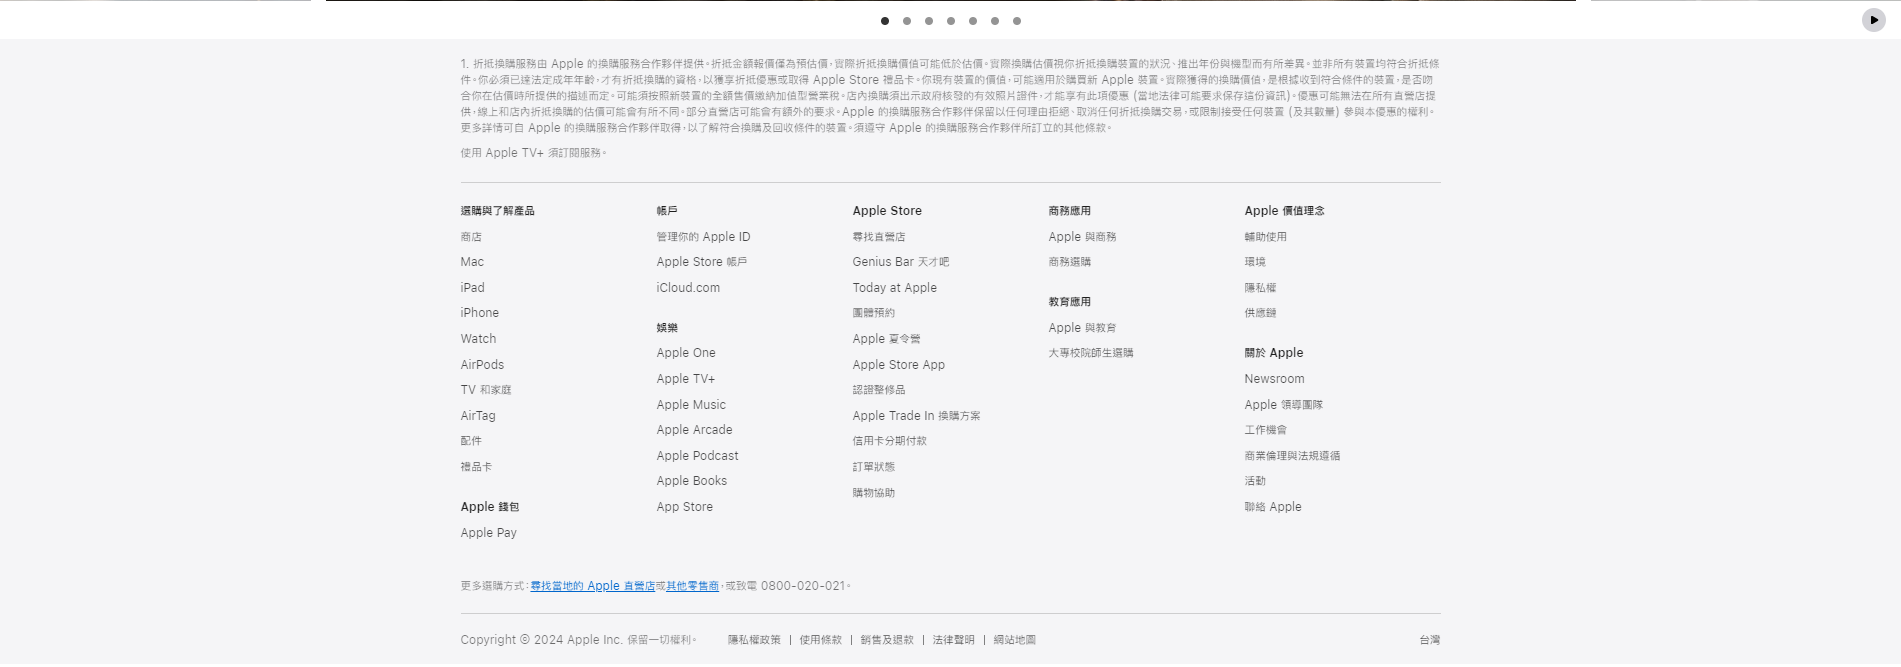 1. 折抵換購服務由 Apple 的換購服務合作夥伴提供。折抵金額報價僅為預估價，實際折抵換購價值可能低於估價。實際換購估價視你折抵換購裝置的狀況、推出年份與機型而有所差異。並非所有裝置均符合折抵條
件。你必須已達法定成年年齡，才有折抵換購的資格，以獲享折抵優惠或取得 Apple Store 禮品卡。你現有裝置的價值，可能適用於購買新 Apple 裝置。實際獲得的換購價值，是根據收到符合條件的裝置，是否吻
合你在估價時所提供的描述而定。可能須按照新裝置的全額售價繳納加值型營業稅。店內換購須出示政府核發的有效照片證件，才能享有此項優惠 (當地法律可能要求保存這份資訊)。優惠可能無法在所有直營店提
供，線上和店內折抵換購的估價可能會有所不同。部分直營店可能會有額外的要求。Apple 的換購服務合作夥伴保留以任何理由拒絕、取消任何折抵換購交易，或限制接受任何裝置 (及其數量) 參與本優惠的權利。
更多詳情可自 Apple 的換購服務合作夥伴取得，以了解符合換購及回收條件的裝置。須遵守 Apple 的換購服務合作夥伴所訂立的其他條款。
使用 Apple TV+ 須訂閱服務。
選購與了解產品
商店
Mac
iPad
iPhone
Watch
AirPods
TV 和家庭
AirTag
配件
禮品卡
Apple 錢包
Apple Pay
帳戶
管理你的 Apple ID
Apple Store 帳戶
iCloud.com
娛樂
Apple One
Apple TV+
Apple Music
Apple Arcade
Apple Podcast
Apple Books
App Store
Apple Store
尋找直營店
Genius Bar 天才吧
Today at Apple
團體預約
Apple 夏令營
Apple Store App
認證整修品
Apple Trade In 換購方案
信用卡分期付款
訂單狀態
購物協助
商務應用
Apple 與商務
商務選購
教育應用
Apple 與教育
大專校院師生選購
Apple 價值理念
輔助使用
環境
隱私權
供應鏈
關於 Apple
Newsroom
Apple 領導團隊
工作機會
商業倫理與法規遵循
活動
聯絡 Apple
更多選購方式：尋找當地的 Apple 直營店或其他零售商，或致電 0800-020-021。
Copyright © 2024 Apple Inc. 保留一切權利。 隱私權政策 | 使用條款 | 銷售及退款 | 法律聲明 | 網站地圖 台灣